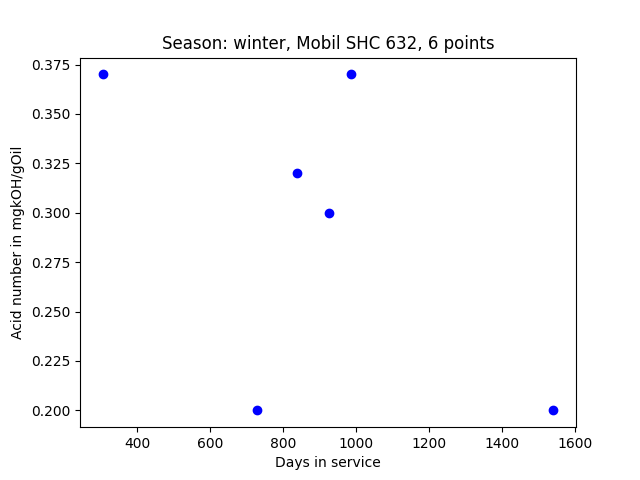 Season: winter, Mobil SHC 632, 6 points
0.375
0.350
0.325
0.300
0.275
0.250
0.225
0.200
Acid number in mgkOH/gOil
400 600 800 1000 1200 1400 1600
Days in service